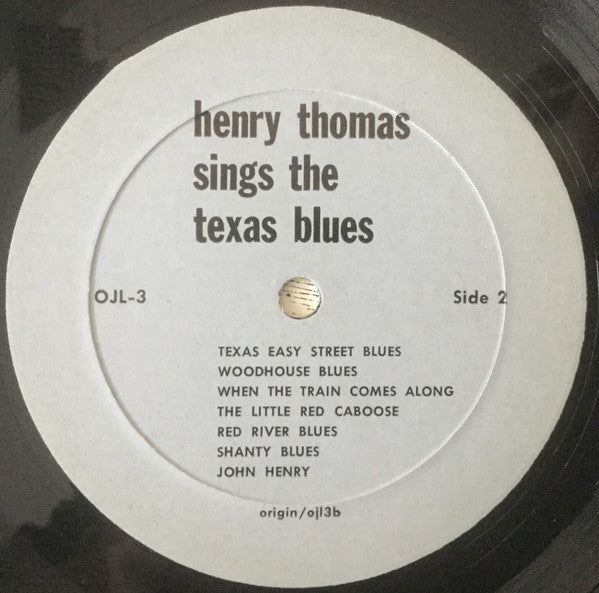 henry thomas
sings the
texas blues
OJL-3
Side 2
TEXAS EASY STREET BLUES
WOODHOUSE BLUES
WHEN THE TRAIN COMES ALONG
THE LITTLE RED CABOOSE
RED RIVER BLUES
SHANTY BLUES
JOHN HENRY
origin/ojl3b